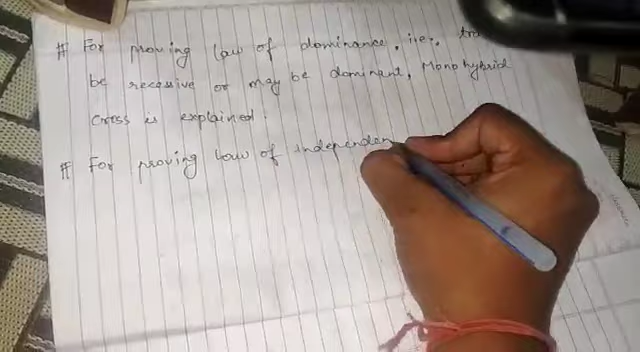 # For proving law of dominance, i.e.,
be recessive or may be dominant, Monohybrid
cross is explained.
# For proving law of independen